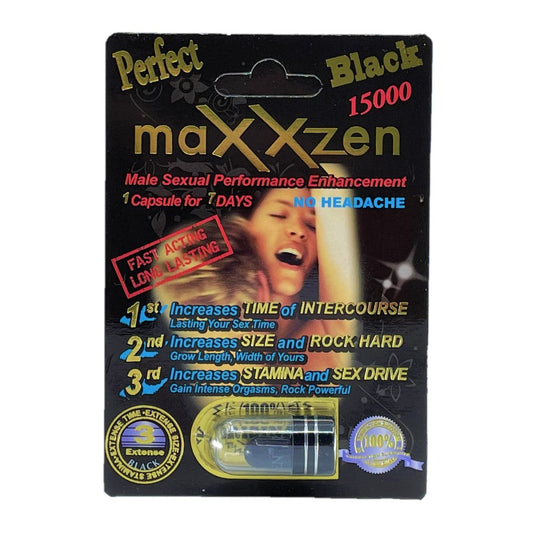 Perfect
Black
15000
maXXzen
Male Sexual Performance Enhancement
1 Capsule for 7 DAYS
NO HEADACHE
FAST ACTING
LONG LASTING
1st Increases TIME of INTERCOURSE
Lasting Your Sex Time
2nd Increases SIZE and ROCK HARD
Grow Length, Width of Yours
3rd Increases STAMINA and SEX DRIVE
Gain Intense Orgasms, Rock Powerful
EXTENSE TIME•EXTENSE SIZE•EXTENSE STAMINA
3
Extense
BLACK
(100%)
100%